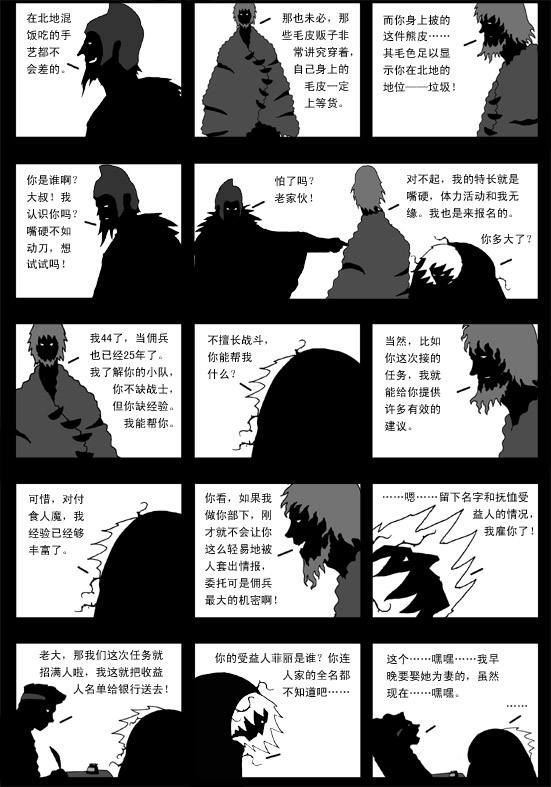 在北地混
饭吃的手
艺都不
会差的。
那也未必，那
些毛皮贩子非
常讲究穿着，
自己身上的
毛皮一定
上等货。
而你身上披的
这件熊皮……
其毛色足以显
示你在北地的
地位——垃圾！
你是谁啊？
大叔！我
认识你吗？
嘴硬不如
动刀，想
试试吗！
怕了吗？
老家伙！
对不起，我的特长就是
嘴硬，体力活动和我无
缘。我也是来报名的。
你多大了？
我44了，当佣兵
也已经25年了。
我了解你的小队，
你不缺战士，
但你缺经验。
我能帮你。
不擅长战斗，
你能帮我
什么？
当然，比如
你这次接的
任务，我就
能给你提供
许多有效的
建议。
可惜，对付
食人魔，我
经验已经够
丰富了。
你看，如果我
做你部下，刚
才就不会让你
这么轻易地被
人套出情报，
委托可是佣兵
最大的机密啊！
……嗯……留下名字和抚恤受
益人的情况，
我雇你了！
老大，那我们这次任务就
招满人啦，我这就把收益
人名单给银行送去！
你的受益人菲丽是谁？你连
人家的全名都
不知道吧……
这个……嘿嘿……我早
晚要娶她为妻的，虽然
现在……嘿嘿。
……